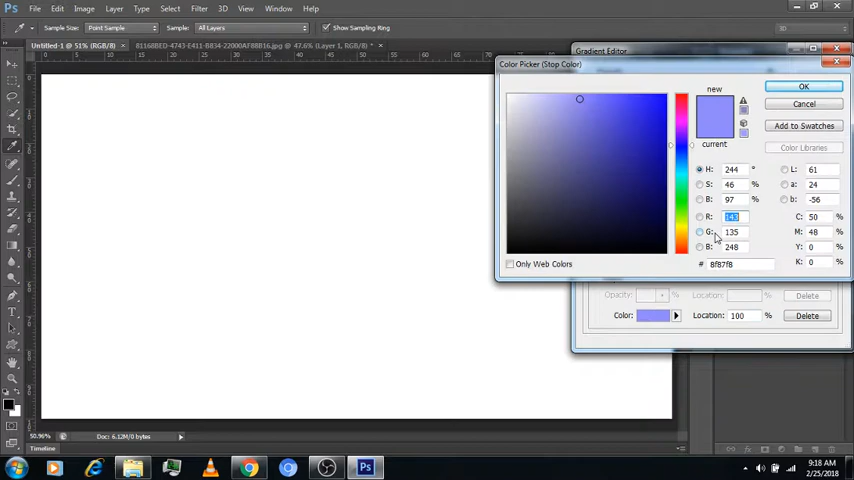 Ps File Edit Image Layer Type Select Filter 3D View Window Help
Sample Size: Point Sample Sample: All Layers Show Sampling Ring 3D
Untitled-1 @ 51% (RGB/8) × 81168BED-4743-E411-B834-22000AF88B16.jpg @ 47.6% (Layer 1, RGB/8) * ×
Gradient Editor
Color Picker (Stop Color)
new
current
OK
Cancel
Add to Swatches
Color Libraries
H: 244 °
S: 46 %
B: 97 %
R: 143
G: 135
B: 248
L: 61
a: 24
b: -56
C: 50 %
M: 48 %
Y: 0 %
K: 0 %
Only Web Colors
# 8f87f8
Opacity: % Location: % Delete
Color: Location: 100 % Delete
50.96% Doc: 6.12M/0 bytes
Timeline
Ps
9:18 AM
2/25/2018